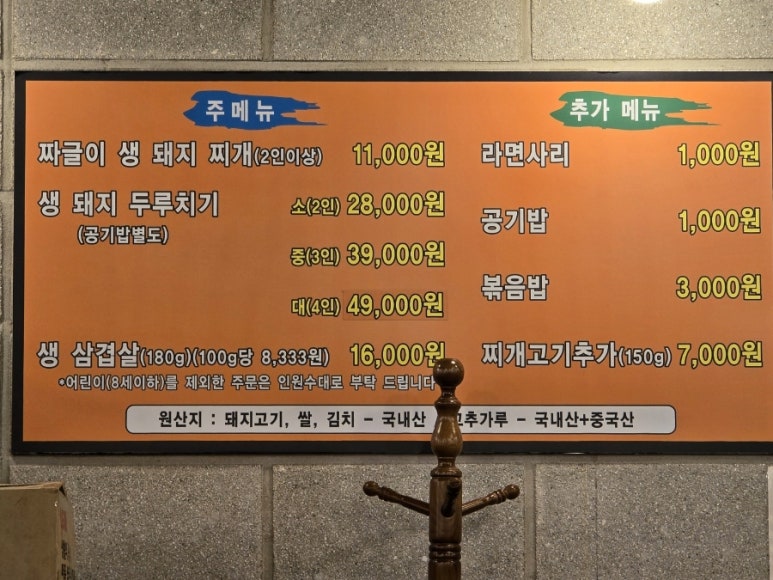 주메뉴
짜글이 생 돼지 찌개(2인이상) 11,000원
생 돼지 두루치기 소(2인) 28,000원
(공기밥별도)
중(3인) 39,000원
대(4인) 49,000원
생 삼겹살(180g)(100g당 8,333원) 16,000원
*어린이(8세이하)를 제외한 주문은 인원수대로 부탁 드립니다
추가 메뉴
라면사리 1,000원
공기밥 1,000원
볶음밥 3,000원
찌개고기추가(150g) 7,000원
원산지 : 돼지고기, 쌀, 김치 - 국내산 고추가루 - 국내산+중국산